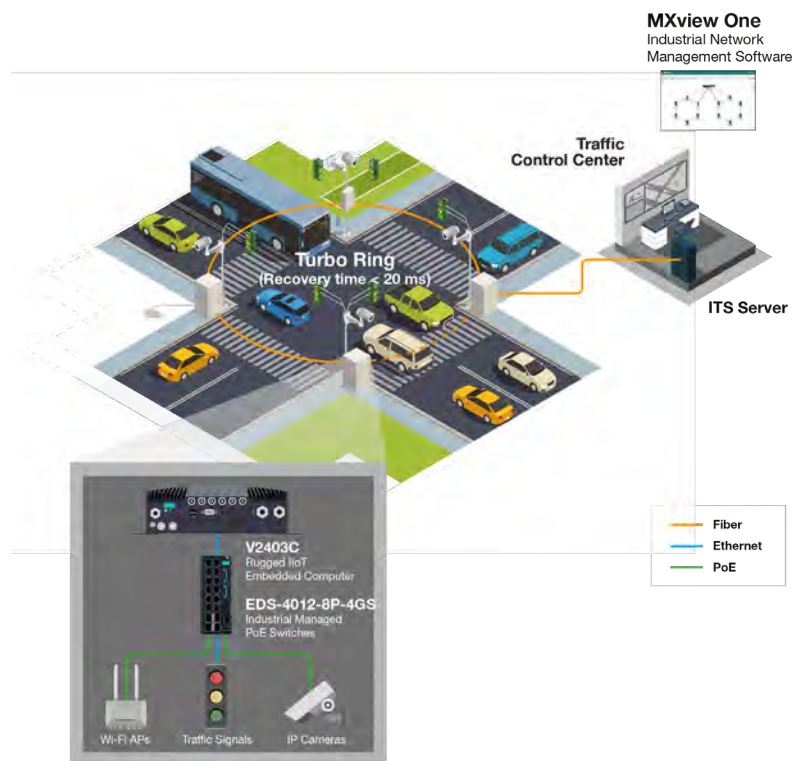 MXview One
Industrial Network
Management Software
Traffic
Control Center
Turbo Ring
(Recovery time < 20 ms)
ITS Server
V2403C
Rugged IIoT
Embedded Computer
EDS-4012-8P-4GS
Industrial Managed
PoE Switches
Wi-Fi APs
Traffic Signals
IP Cameras
Fiber
Ethernet
PoE